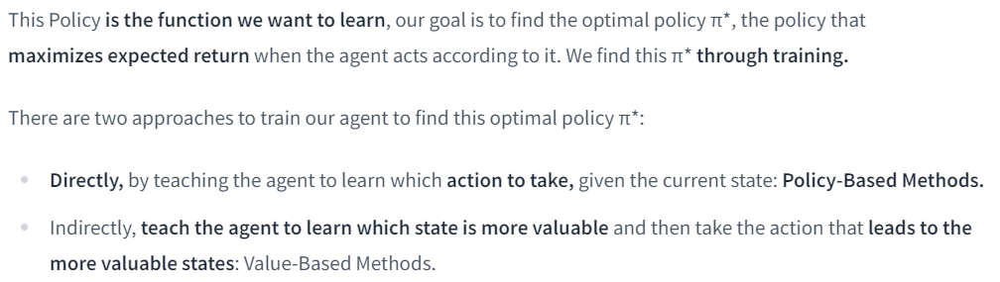 This Policy is the function we want to learn, our goal is to find the optimal policy π*, the policy that
maximizes expected return when the agent acts according to it. We find this π* through training.
There are two approaches to train our agent to find this optimal policy π*:
• Directly, by teaching the agent to learn which action to take, given the current state: Policy-Based Methods.
• Indirectly, teach the agent to learn which state is more valuable and then take the action that leads to the
more valuable states: Value-Based Methods.